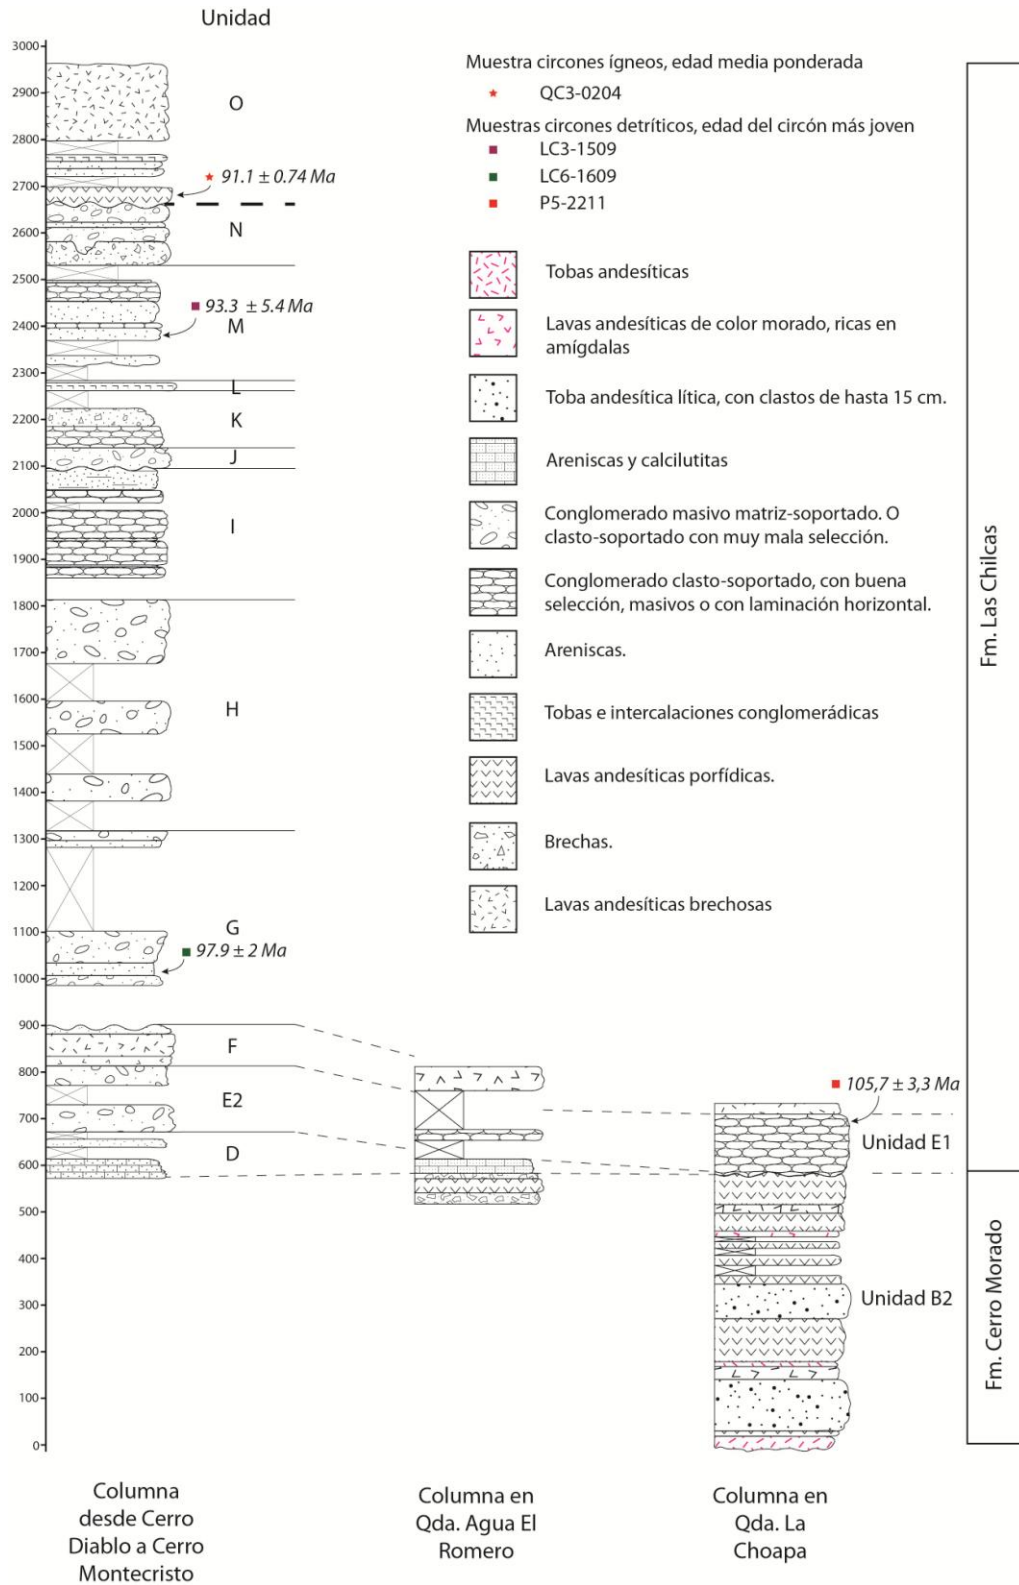 Unidad
3000
2900
2800
2700
2600
2500
2400
2300
2200
2100
2000
1900
1800
1700
1600
1500
1400
1300
1200
1100
1000
900
800
700
600
500
400
300
200
100
0
O
91.1 ± 0.74 Ma
N
93.3 ± 5.4 Ma
M
L
K
J
I
H
G
97.9 ± 2 Ma
F
E2
D
Muestra circones ígneos, edad media ponderada
QC3-0204
Muestras circones detríticos, edad del circón más joven
LC3-1509
LC6-1609
P5-2211
Tobas andesíticas
Lavas andesíticas de color morado, ricas en
amígdalas
Toba andesítica lítica, con clastos de hasta 15 cm.
Areniscas y calcilutitas
Conglomerado masivo matriz-soportado. O
clasto-soportado con muy mala selección.
Conglomerado clasto-soportado, con buena
selección, masivos o con laminación horizontal.
Areniscas.
Tobas e intercalaciones conglomerádicas
Lavas andesíticas porfídicas.
Brechas.
Lavas andesíticas brechosas
105,7 ± 3,3 Ma
Unidad E1
Unidad B2
Fm. Las Chilcas
Fm. Cerro Morado
Columna
desde Cerro
Diablo a Cerro
Montecristo
Columna en
Qda. Agua El
Romero
Columna en
Qda. La
Choapa